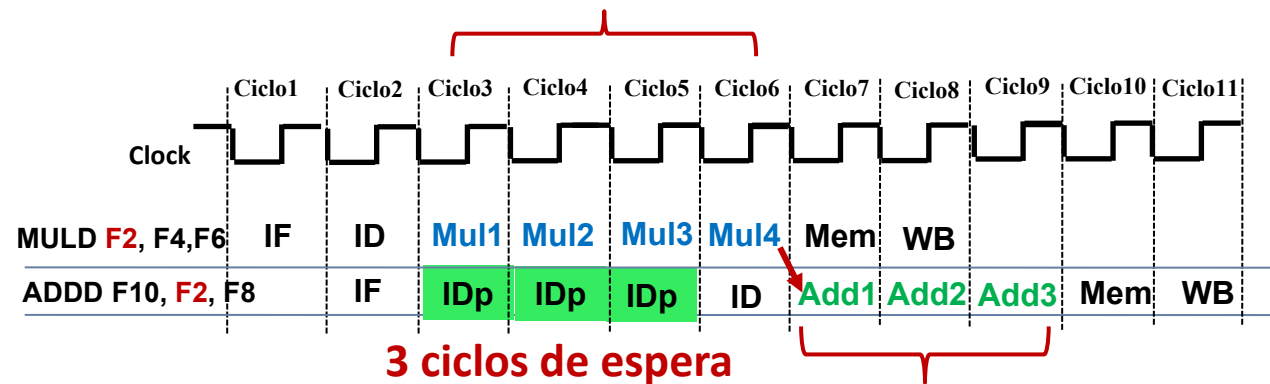 Ciclo1 Ciclo2 Ciclo3 Ciclo4 Ciclo5 Ciclo6 Ciclo7 Ciclo8 Ciclo9 Ciclo10 Ciclo11
Clock
MULD F2, F4,F6 IF ID Mul1 Mul2 Mul3 Mul4 Mem WB
ADDD F10, F2, F8 IF IDp IDp IDp ID Add1 Add2 Add3 Mem WB
3 ciclos de espera